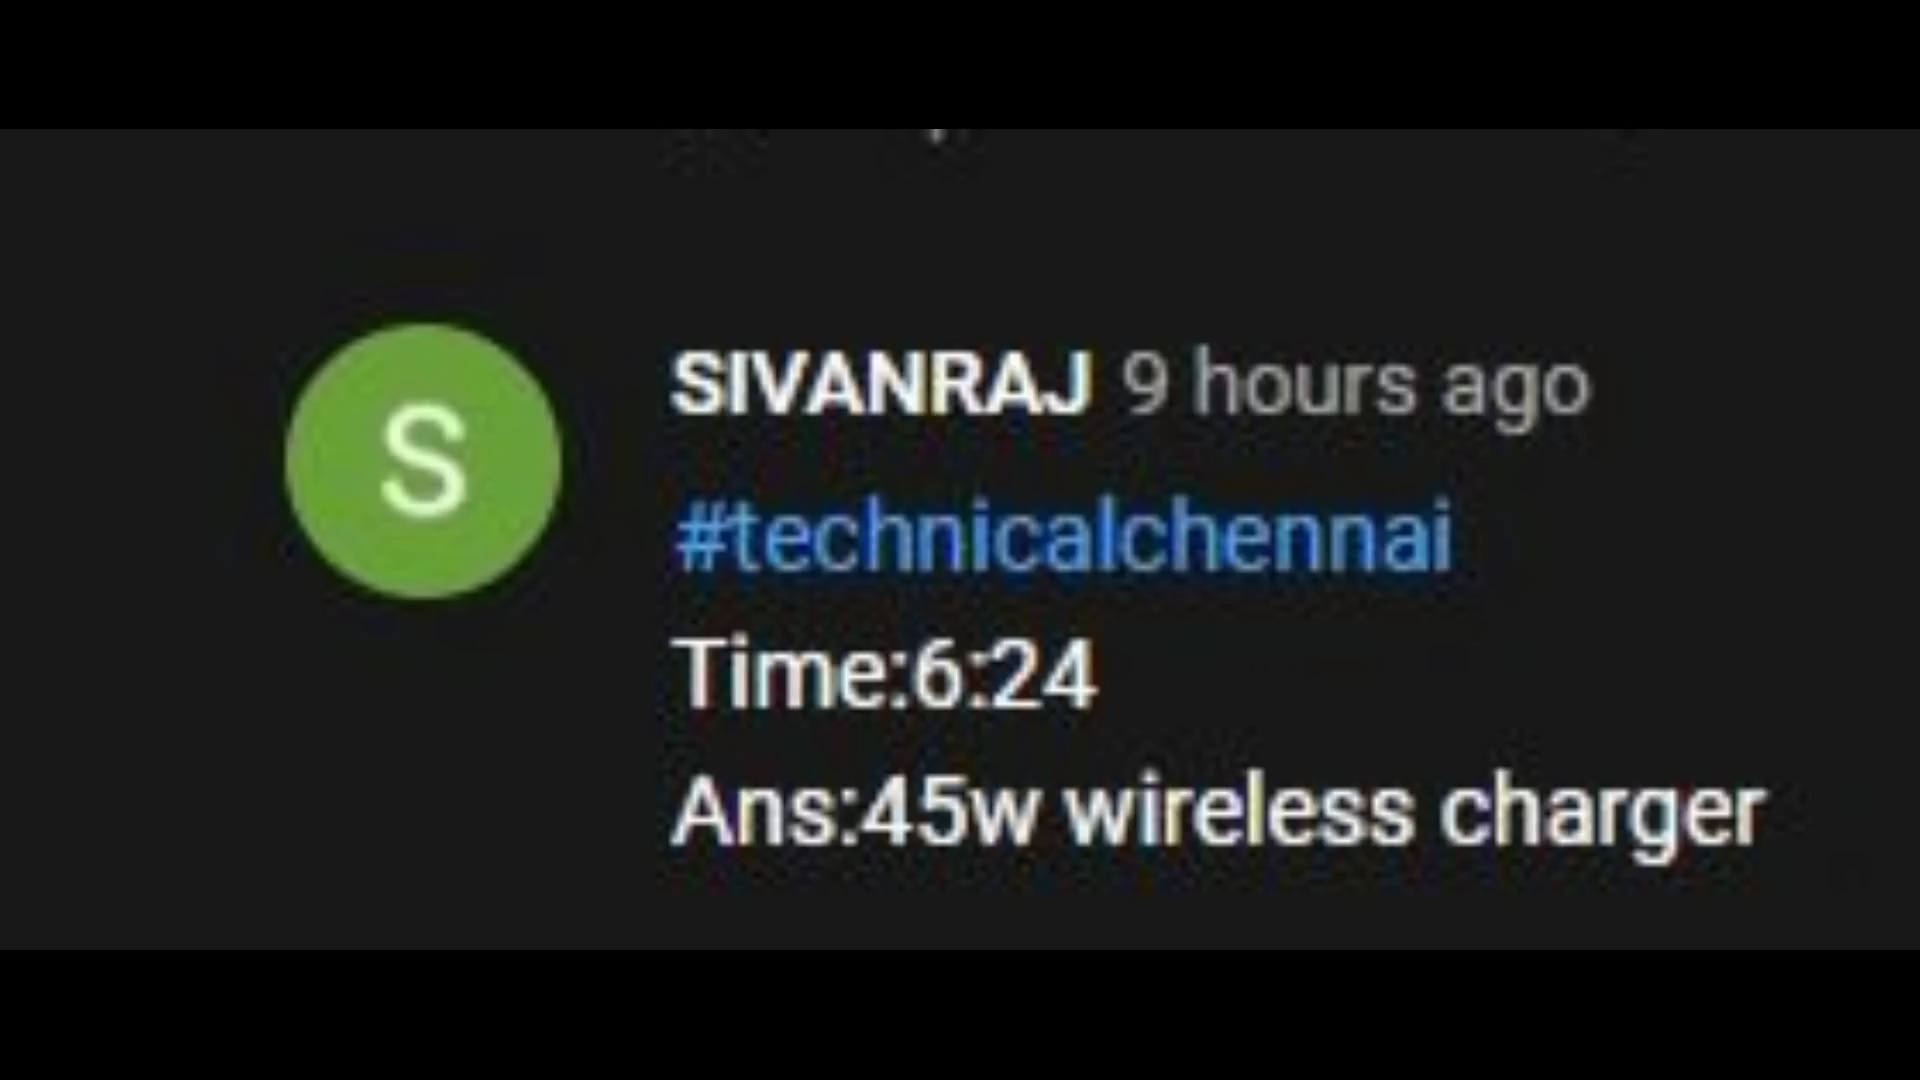 S
SIVANRAJ 9 hours ago
#technicalchennai
Time:6:24
Ans:45w wireless charger